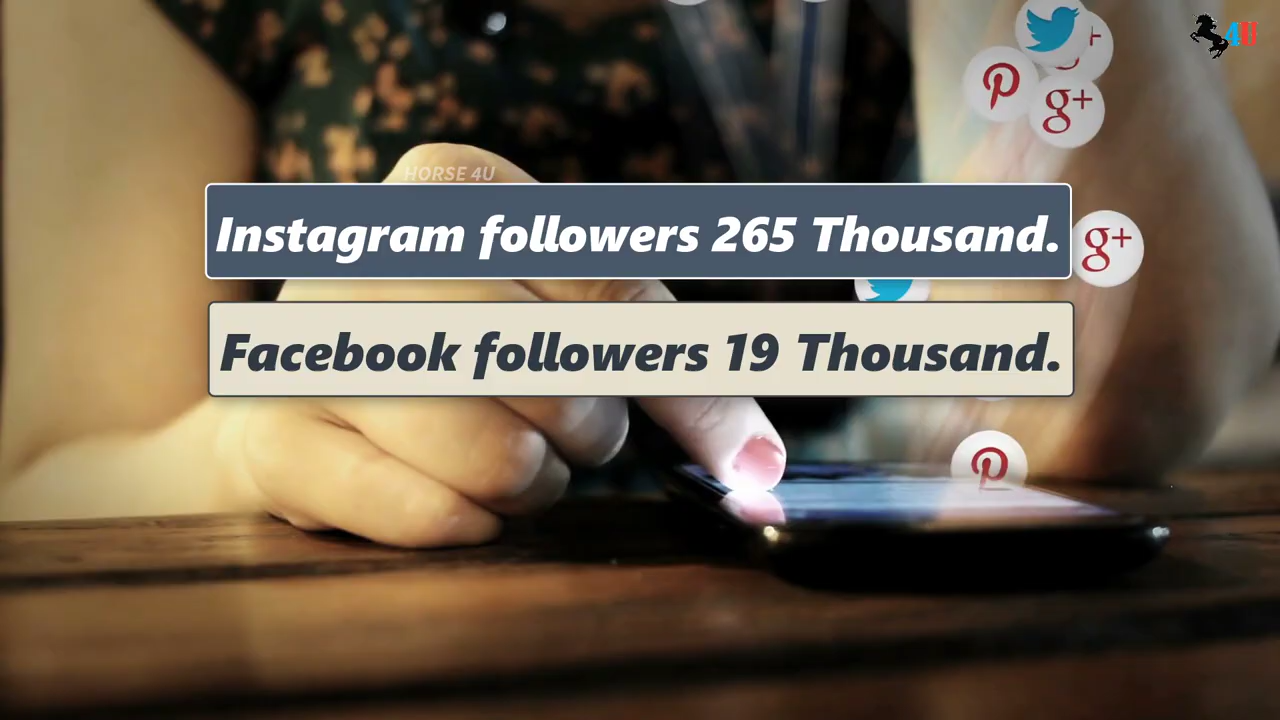 4U
g+
g+
HORSE 4U
Instagram followers 265 Thousand.
g+
Facebook followers 19 Thousand.